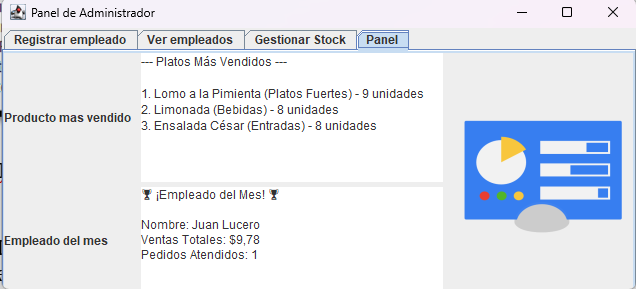 Panel de Administrador
Registrar empleado Ver empleados Gestionar Stock Panel
--- Platos Más Vendidos ---
1. Lomo a la Pimienta (Platos Fuertes) - 9 unidades
Producto mas vendido
2. Limonada (Bebidas) - 8 unidades
3. Ensalada César (Entradas) - 8 unidades
🏆 ¡Empleado del Mes! 🏆
Nombre: Juan Lucero
Empleado del mes
Ventas Totales: $9,78
Pedidos Atendidos: 1